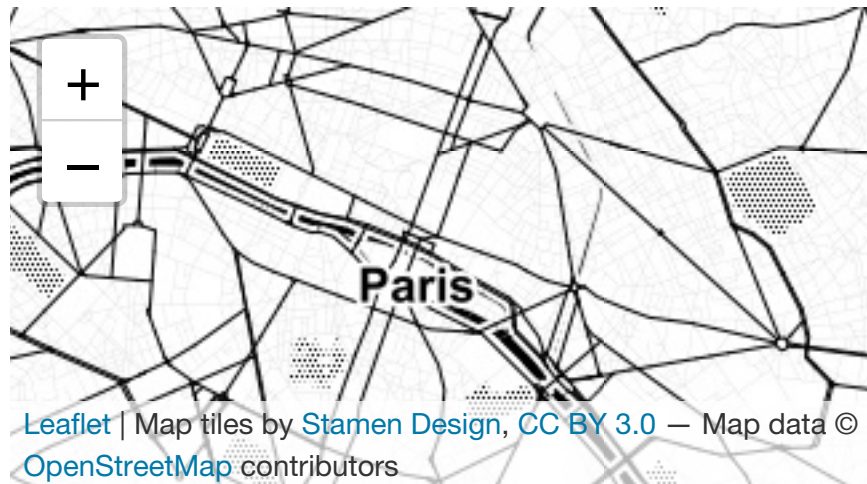 +
−
Paris
Leaflet | Map tiles by Stamen Design, CC BY 3.0 — Map data ©
OpenStreetMap contributors